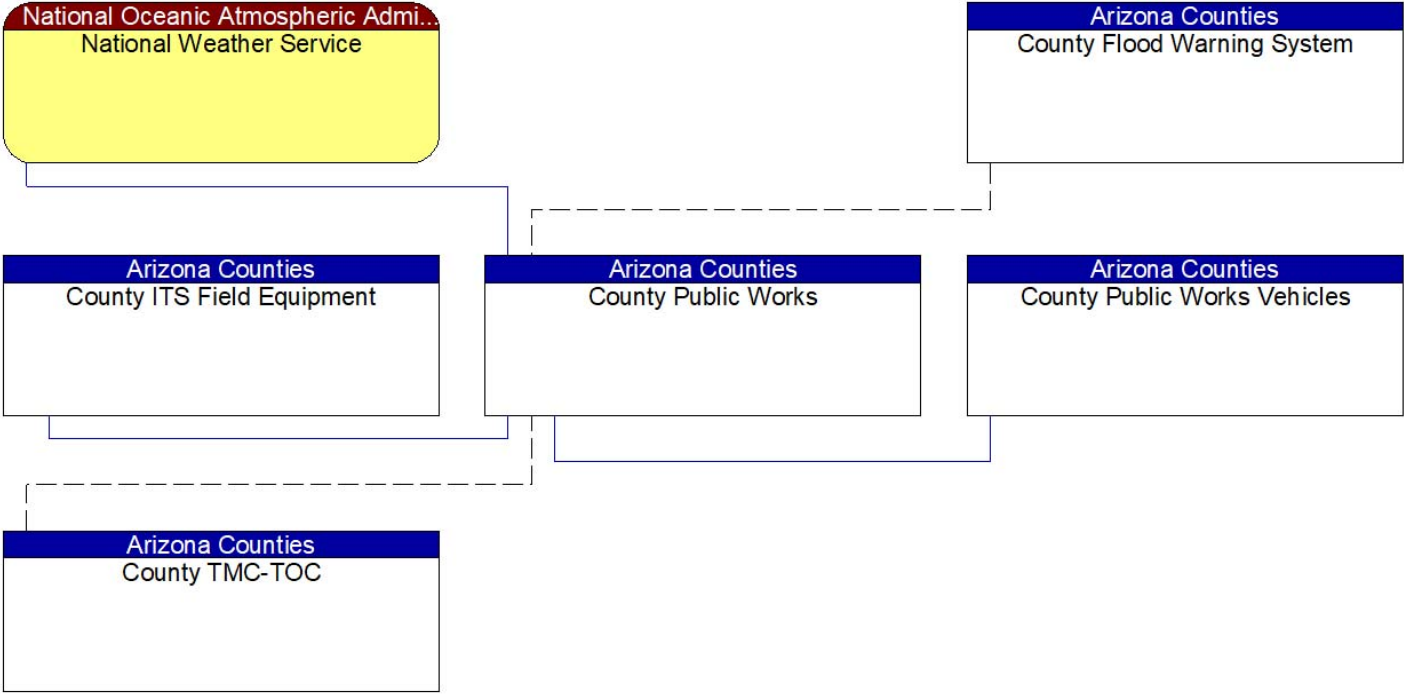 National Oceanic Atmospheric Admi...
National Weather Service
Arizona Counties
County Flood Warning System
Arizona Counties
County ITS Field Equipment
Arizona Counties
County Public Works
Arizona Counties
County Public Works Vehicles
Arizona Counties
County TMC-TOC